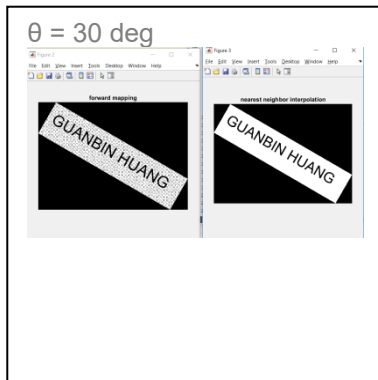 θ = 30 deg
Figure 2
File Edit View Insert Tools Desktop Window Help
forward mapping
GUANBIN HUANG
Figure 3
File Edit View Insert Tools Desktop Window Help
nearest neighbor interpolation
GUANBIN HUANG